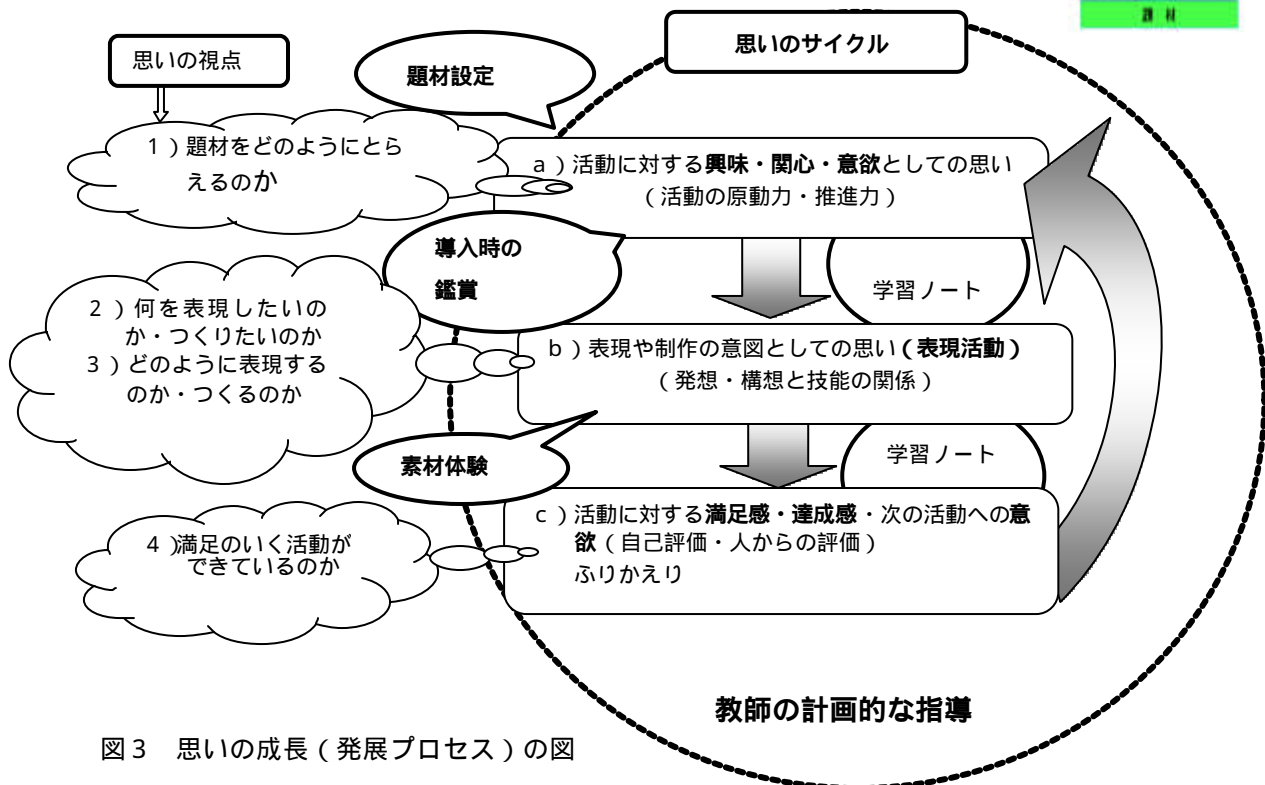 題材
思いのサイクル
思いの視点
題材設定
1）題材をどのようにとら
えるのか
a）活動に対する興味・関心・意欲としての思い
（活動の原動力・推進力）
導入時の
鑑賞
学習ノート
2）何を表現したいの
か・つくりたいのか
3）どのように表現する
のか・つくるのか
b）表現や制作の意図としての思い（表現活動）
（発想・構想と技能の関係）
素材体験
学習ノート
4）満足のいく活動が
できているのか
c）活動に対する満足感・達成感・次の活動への意
欲（自己評価・人からの評価）
ふりかえり
教師の計画的な指導
図3　思いの成長（発展プロセス）の図